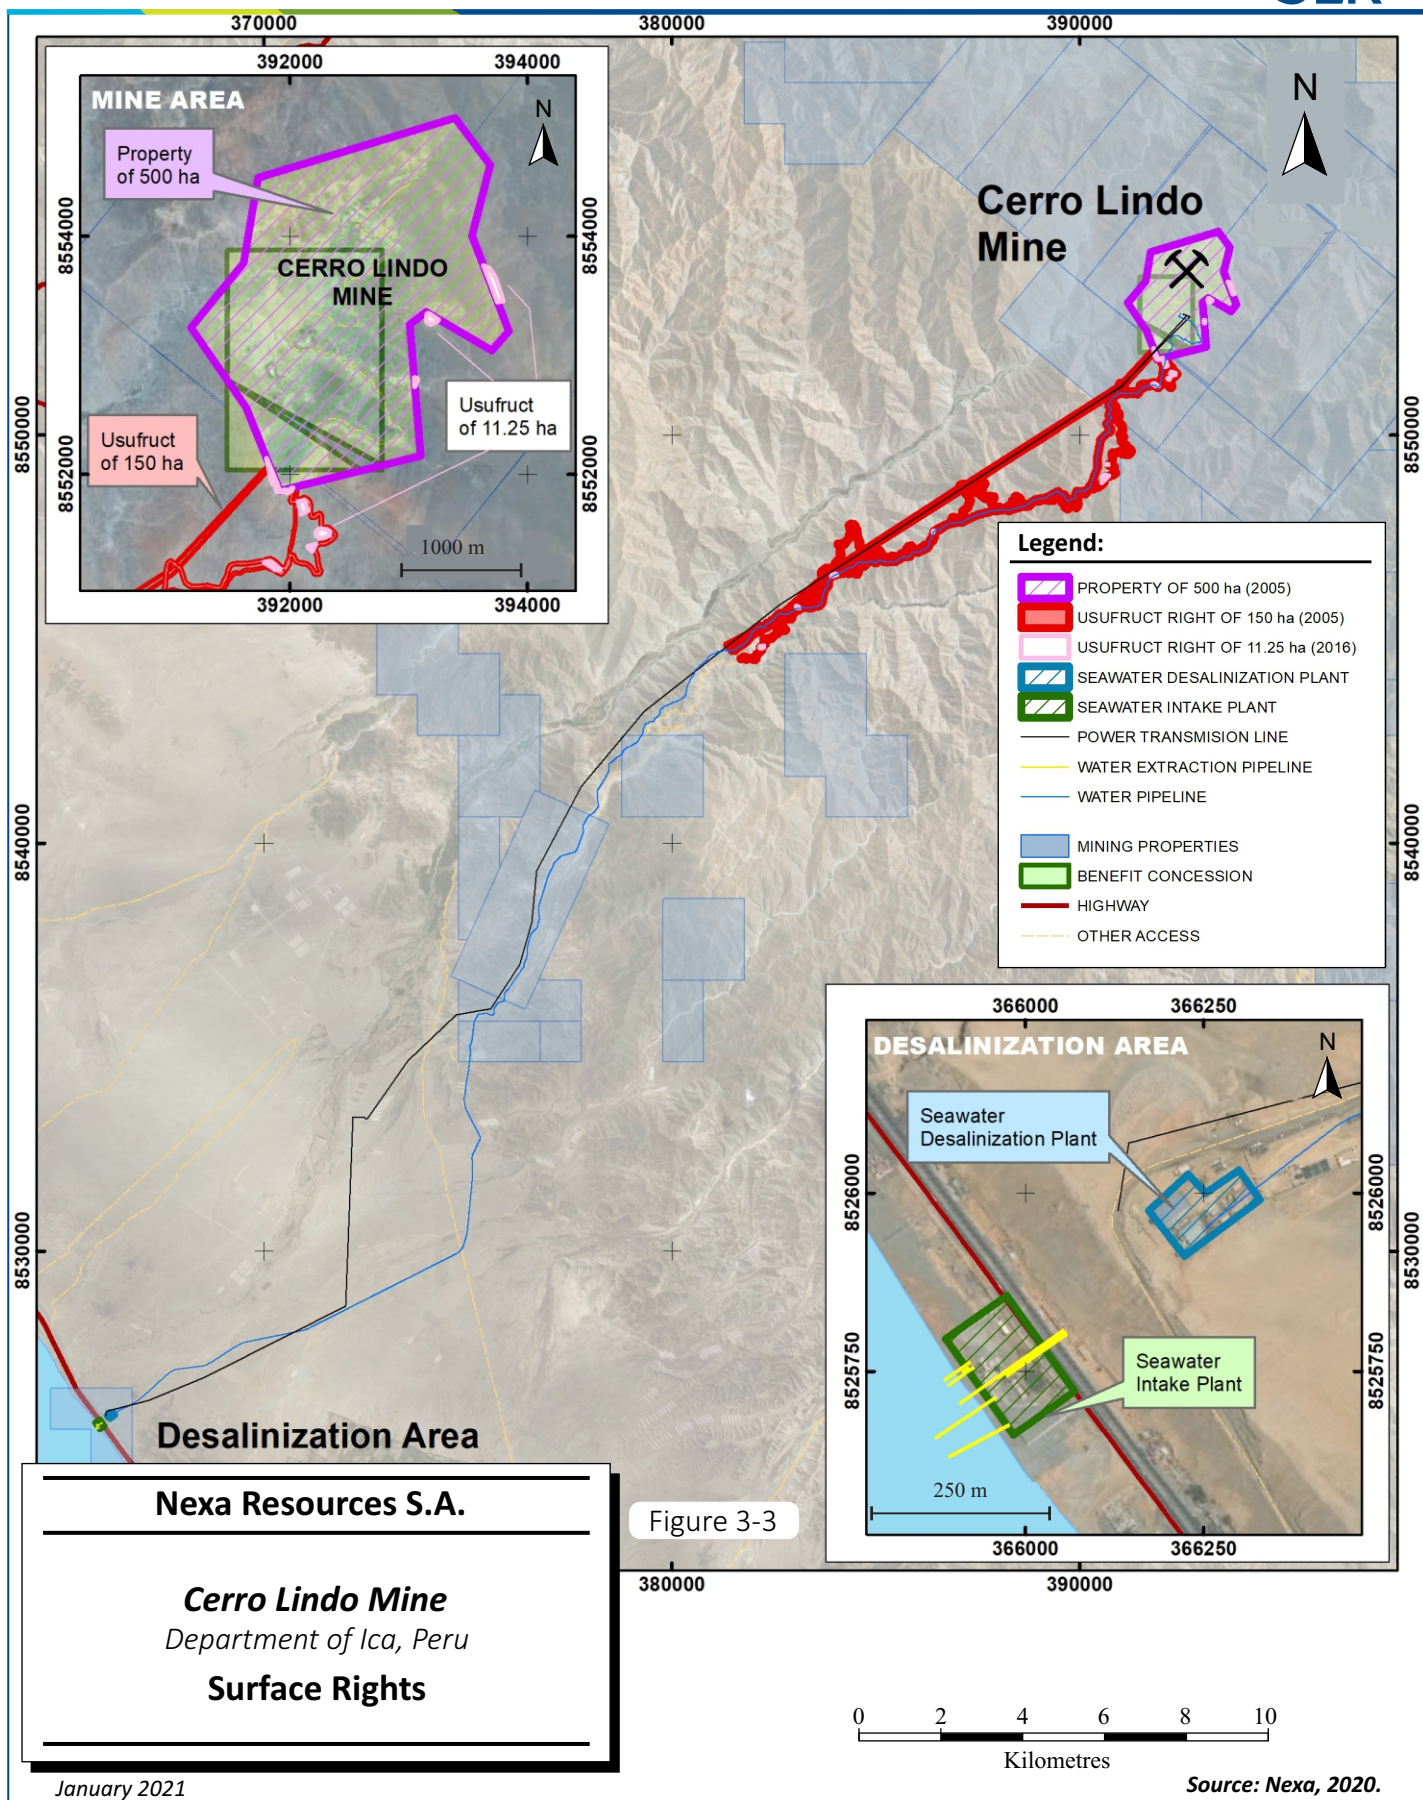 370000
380000
390000
392000
394000
MINE AREA
N
Property
of 500 ha
8554000
8554000
CERRO LINDO
MINE
Usufruct
of 11.25 ha
Usufruct
of 150 ha
8552000
8552000
1000 m
392000
394000
N
Cerro Lindo
Mine
8550000
8550000
Legend:
PROPERTY OF 500 ha (2005)
USUFRUCT RIGHT OF 150 ha (2005)
USUFRUCT RIGHT OF 11.25 ha (2016)
SEAWATER DESALINIZATION PLANT
SEAWATER INTAKE PLANT
POWER TRANSMISION LINE
WATER EXTRACTION PIPELINE
WATER PIPELINE
MINING PROPERTIES
BENEFIT CONCESSION
HIGHWAY
OTHER ACCESS
8540000
8540000
366000
366250
DESALINIZATION AREA
N
Seawater
Desalinization Plant
8526000
8526000
Seawater
Intake Plant
8525750
8525750
250 m
366000
366250
8530000
8530000
Desalinization Area
Nexa Resources S.A.
Cerro Lindo Mine
Department of Ica, Peru
Surface Rights
Figure 3-3
380000
390000
0 2 4 6 8 10
Kilometres
January 2021
Source: Nexa, 2020.